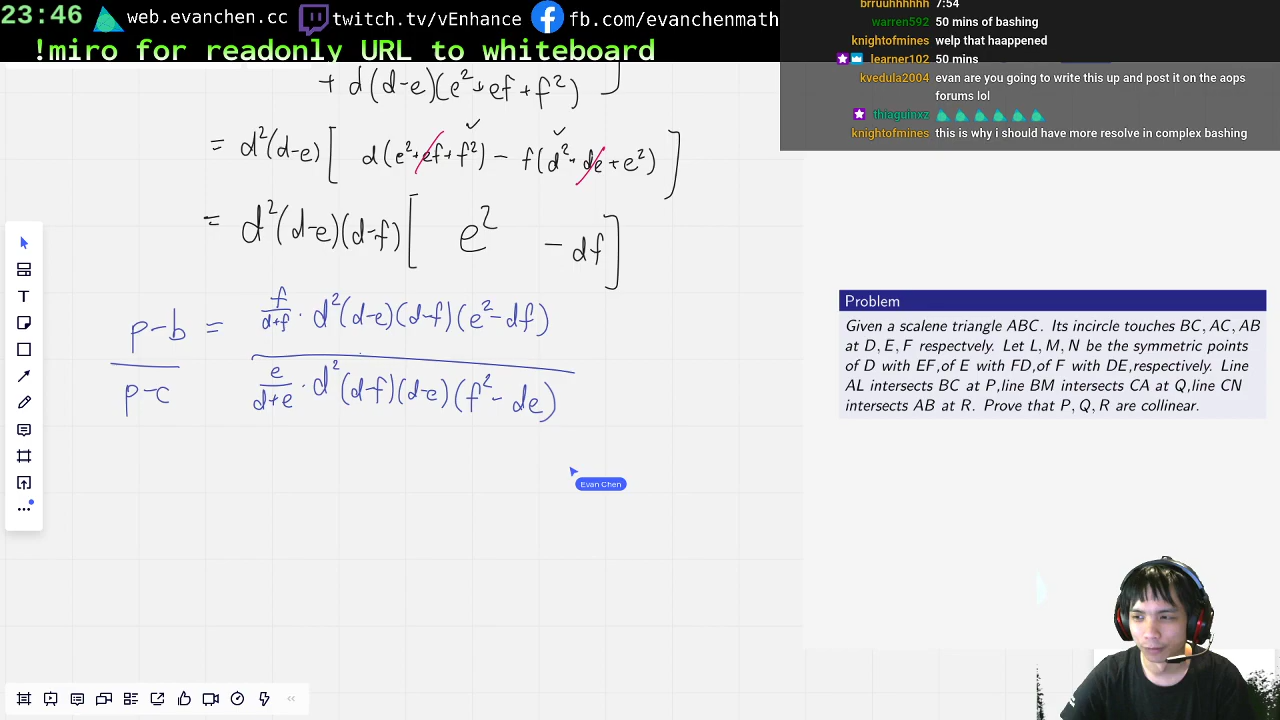 23:46 web.evanchen.cc twitch.tv/vEnhance fb.com/evanchenmath
!miro for readonly URL to whiteboard
brruuhhhhhh
7:54
warren592 50 mins of bashing
knightofmines welp that haappened
learner102 50 mins
kvedula2004 evan are you going to write this up and post it on the aops
forums lol
thiaguinxz
knightofmines this is why i should have more resolve in complex bashing
+ d(d-e)(e²+ef+f²) ]
= d²(d-e) [ d(e²+ef+f²) - f(d²+de+e²) ]
= d²(d-e)(d-f) [ e² - df ]
p-b = f/(d+f) · d²(d-e)(d-f)(e²-df)
p-c e/(d+e) · d²(d-f)(d-e)(f²-de)
Evan Chen
Problem
Given a scalene triangle ABC. Its incircle touches BC, AC, AB
at D, E, F respectvely. Let L, M, N be the symmetric points
of D with EF,of E with FD,of F with DE,respectively. Line
AL intersects BC at P,line BM intersects CA at Q,line CN
intersects AB at R. Prove that P, Q, R are collinear.